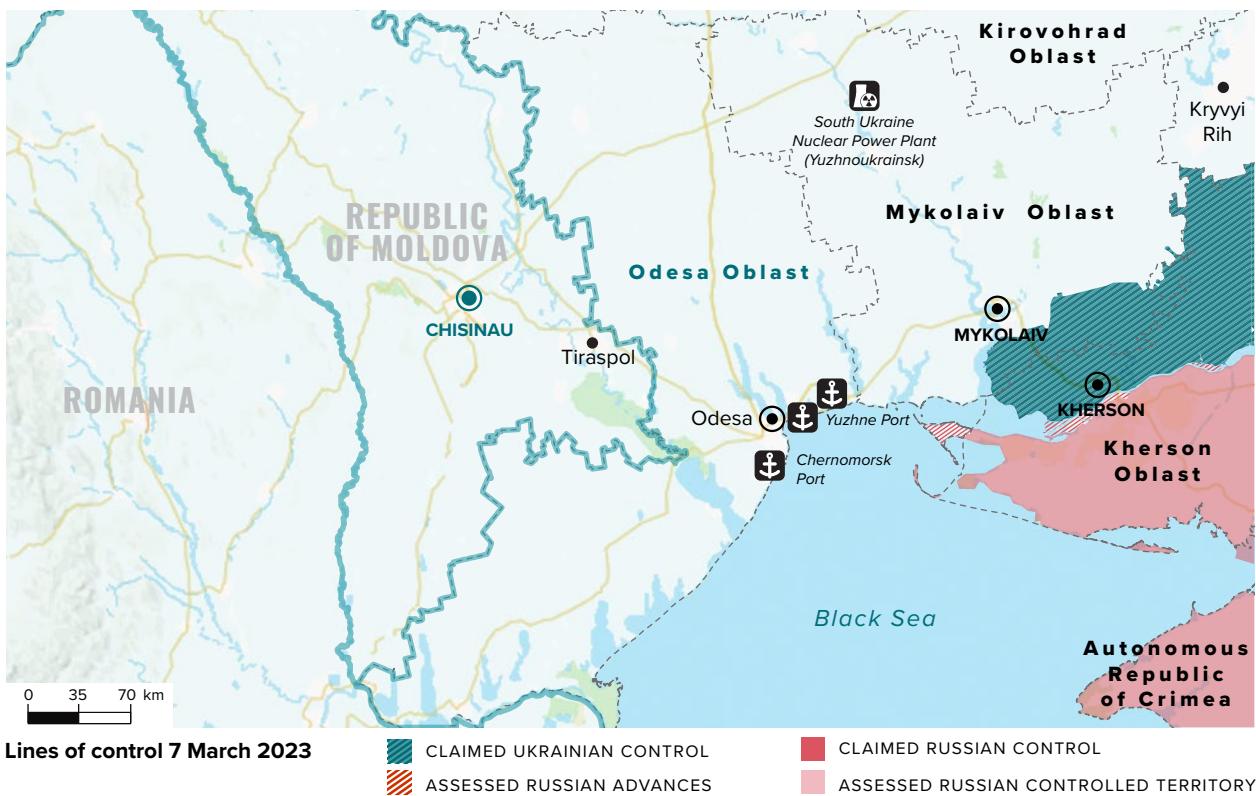 Kirovohrad
Oblast
Kryvyi
Rih
South Ukraine
Nuclear Power Plant
(Yuzhnoukrainsk)
REPUBLIC
OF MOLDOVA
Mykolaiv Oblast
Odesa Oblast
CHISINAU
MYKOLAIV
Tiraspol
ROMANIA
KHERSON
Odesa
Yuzhne Port
Kherson
Oblast
Chernomorsk
Port
Black Sea
Autonomous
Republic
of Crimea
0 35 70 km
Lines of control 7 March 2023
CLAIMED UKRAINIAN CONTROL
CLAIMED RUSSIAN CONTROL
ASSESSED RUSSIAN ADVANCES
ASSESSED RUSSIAN CONTROLLED TERRITORY